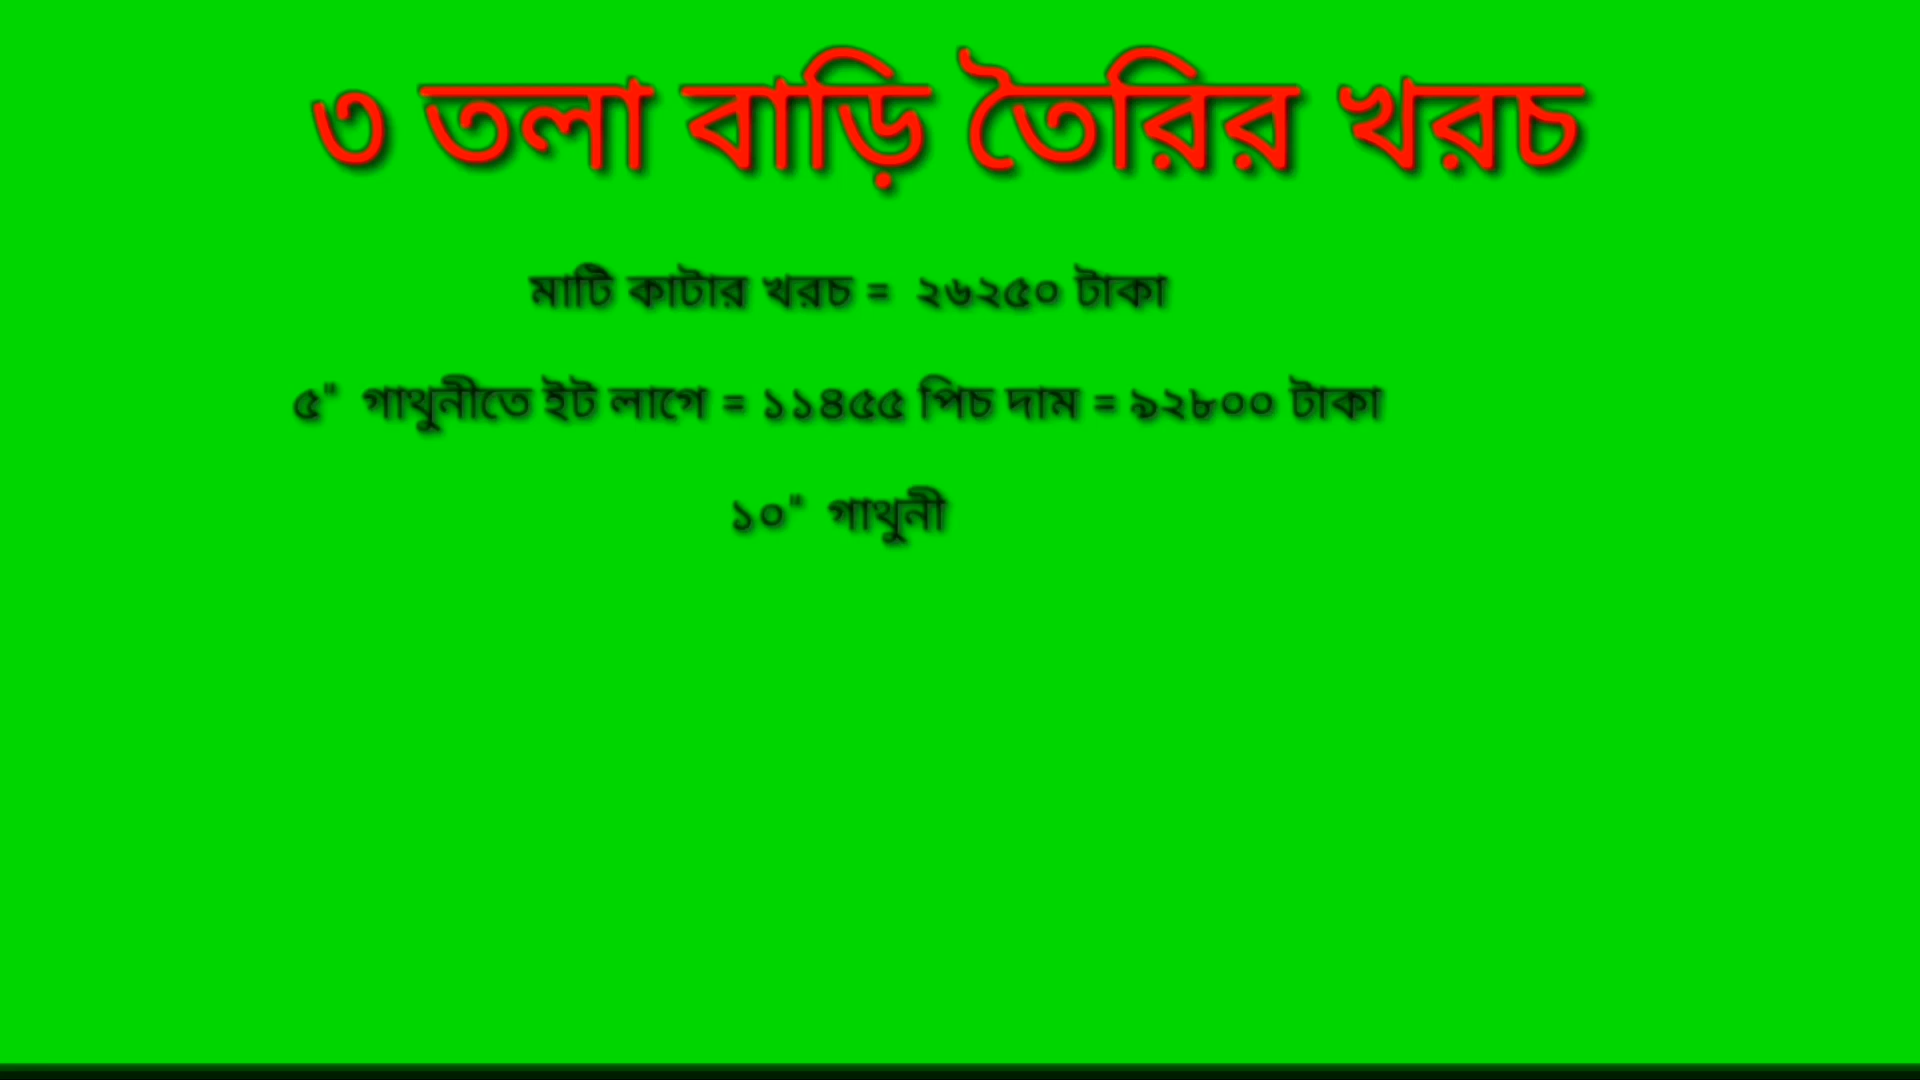 ৩ তলা বাড়ি তৈরির খরচ
মাটি কাটার খরচ = ২৬২৫০ টাকা
৫" গাথুনীতে ইট লাগে = ১১৪৫৫ পিচ দাম = ৯২৮০০ টাকা
১০" গাথুনী